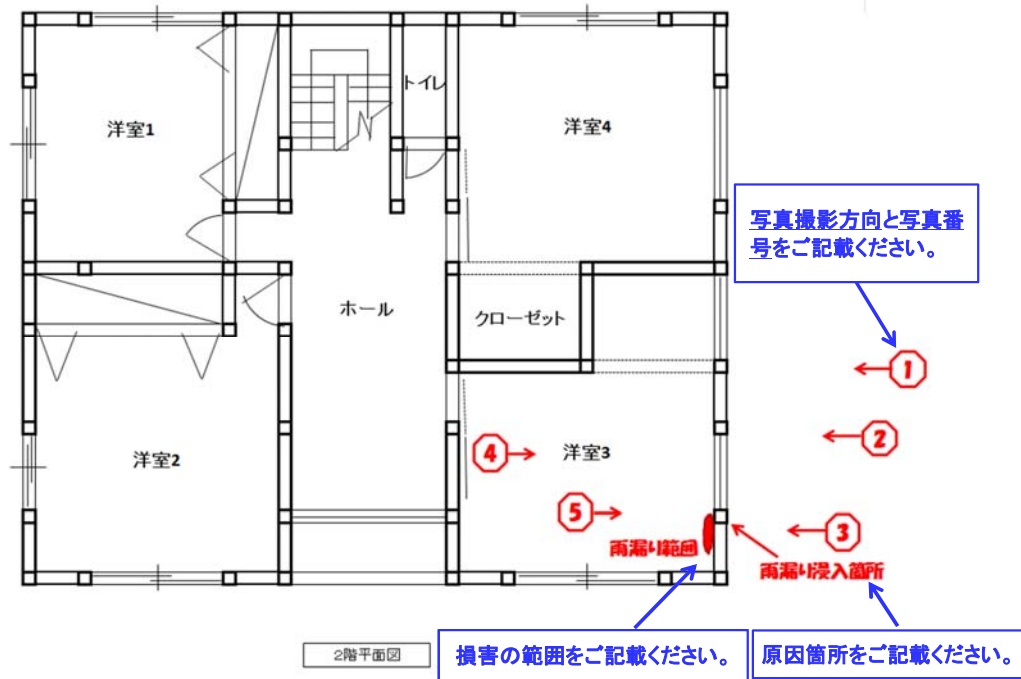 トイレ
洋室1
洋室4
写真撮影方向と写真番
号をご記載ください。
ホール
クローゼット
1
2
洋室2
4
洋室3
5
3
雨漏り範囲
雨漏り浸入箇所
2階平面図
損害の範囲をご記載ください。
原因箇所をご記載ください。